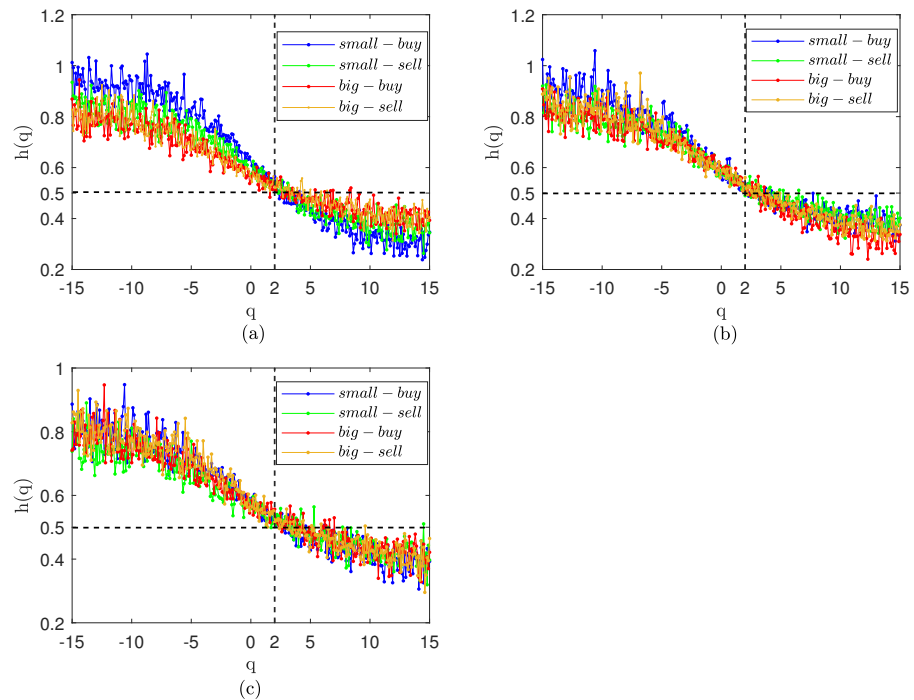 1.2
1
0.8
0.6
0.5
0.4
0.2
h(q)
-15 -10 -5 0 2 5 10 15
q
small − buy
small − sell
big − buy
big − sell
(a)
1.2
1
0.8
0.6
0.5
0.4
0.2
h(q)
-15 -10 -5 0 2 5 10 15
q
small − buy
small − sell
big − buy
big − sell
(b)
1
0.8
0.6
0.5
0.4
0.2
h(q)
-15 -10 -5 0 2 5 10 15
q
small − buy
small − sell
big − buy
big − sell
(c)